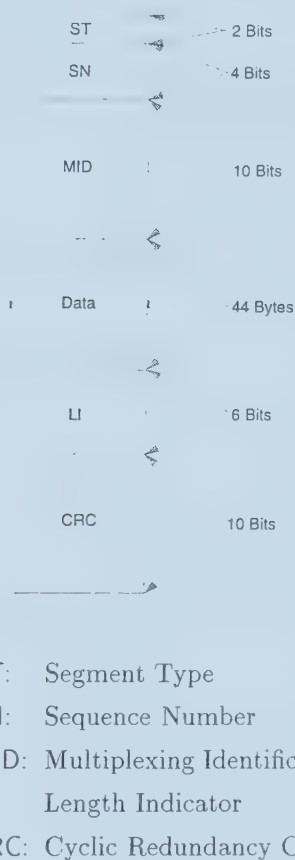 ST 2 Bits
SN 4 Bits
MID 10 Bits
Data 44 Bytes
LI 6 Bits
CRC 10 Bits
Segment Type
Sequence Number
Multiplexing
Length Indicator
Cyclic Redundancy